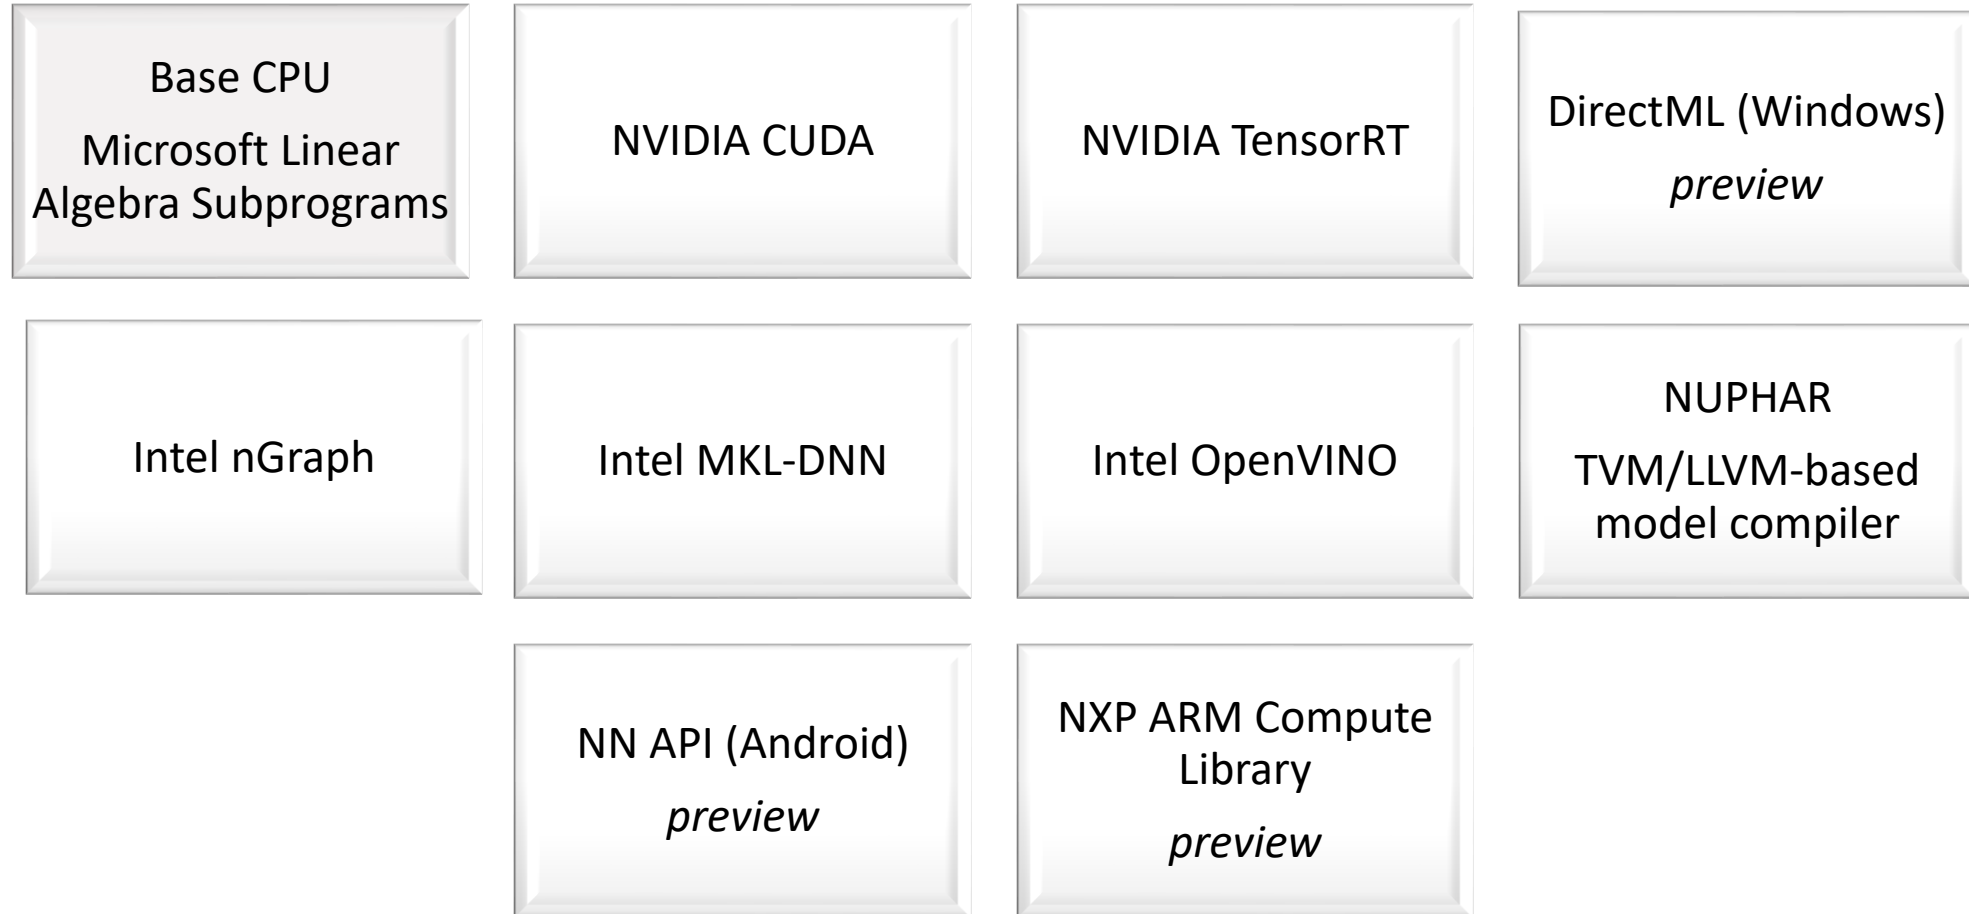 Base CPU
Microsoft Linear
Algebra Subprograms
NVIDIA CUDA
NVIDIA TensorRT
DirectML (Windows)
preview
Intel nGraph
Intel MKL-DNN
Intel OpenVINO
NUPHAR
TVM/LLVM-based
model compiler
NN API (Android)
preview
NXP ARM Compute
Library
preview